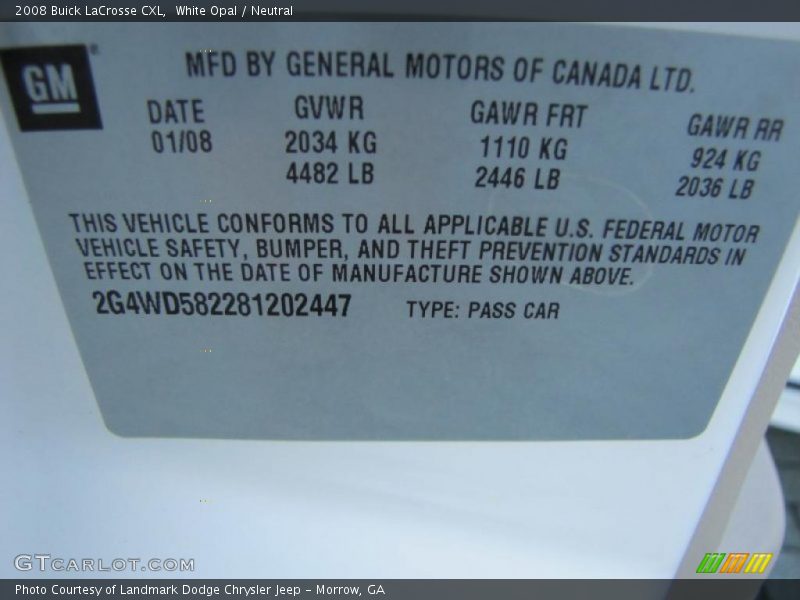 2008 Buick LaCrosse CXL, White Opal / Neutral
GM
MFD BY GENERAL MOTORS OF CANADA LTD.
DATE GVWR GAWR FRT GAWR RR
01/08 2034 KG 1110 KG 924 KG
4482 LB 2446 LB 2036 LB
THIS VEHICLE CONFORMS TO ALL APPLICABLE U.S. FEDERAL MOTOR
VEHICLE SAFETY, BUMPER, AND THEFT PREVENTION STANDARDS IN
EFFECT ON THE DATE OF MANUFACTURE SHOWN ABOVE.
2G4WD582281202447 TYPE: PASS CAR
GTCARLOT.COM
Photo Courtesy of Landmark Dodge Chrysler Jeep – Morrow, GA